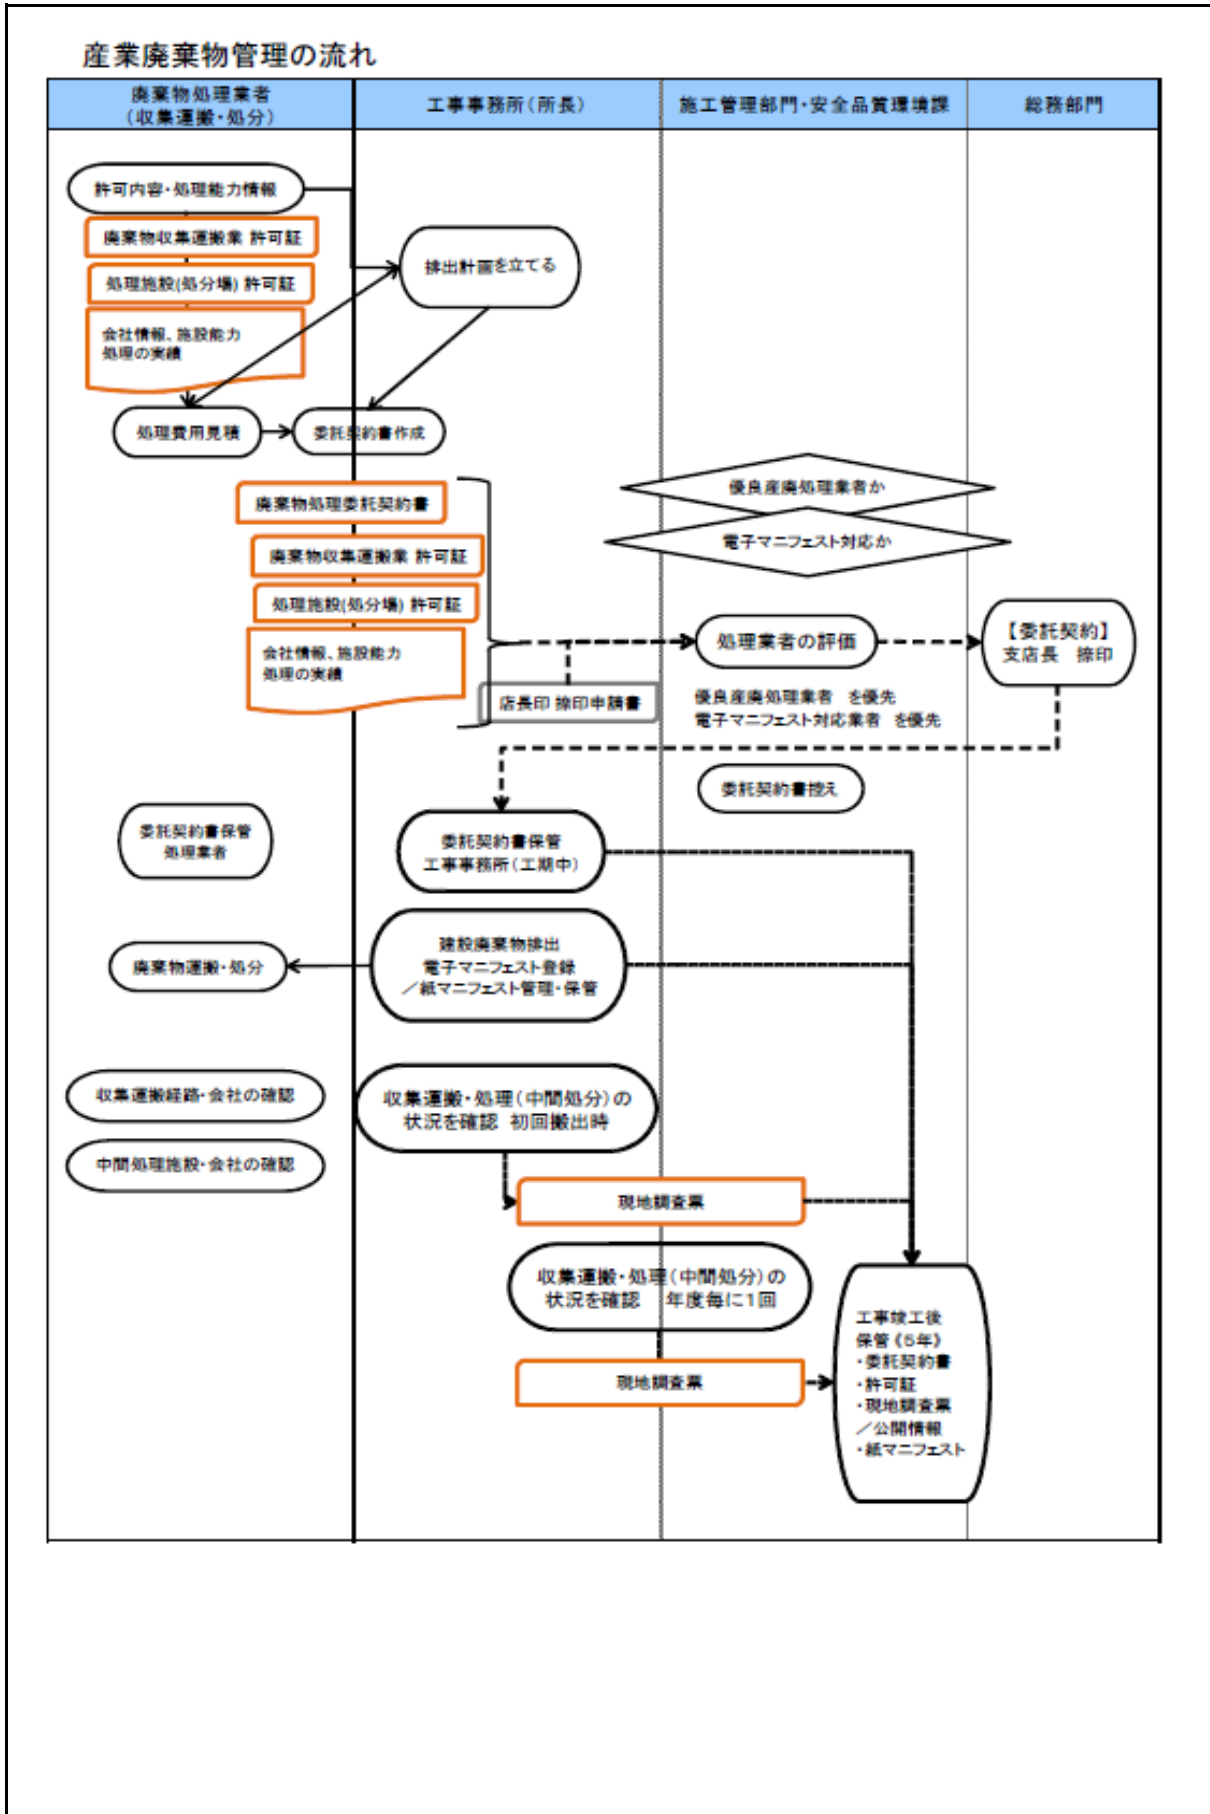 産業廃棄物管理の流れ
廃棄物処理業者
(収集運搬・処分)
工事事務所(所長)
施工管理部門・安全品質環境課
総務部門
許可内容・処理能力情報
廃棄物収集運搬業 許可証
処理施設(処分場) 許可証
会社情報、施設能力
処理の実績
排出計画を立てる
処理費用見積
委託契約書作成
廃棄物処理委託契約書
廃棄物収集運搬業 許可証
処理施設(処分場) 許可証
会社情報、施設能力
処理の実績
店長印 捺印申請書
優良産廃処理業者か
電子マニフェスト対応か
処理業者の評価
【委託契約】
支店長 捺印
優良産廃処理業者 を優先
電子マニフェスト対応業者 を優先
委託契約書控え
委託契約書保管
処理業者
委託契約書保管
工事事務所(工期中)
廃棄物運搬・処分
建設廃棄物排出
電子マニフェスト登録
/紙マニフェスト管理・保管
収集運搬経路・会社の確認
中間処理施設・会社の確認
収集運搬・処理(中間処分)の
状況を確認 初回搬出時
現地調査票
収集運搬・処理(中間処分)の
状況を確認 年度毎に1回
現地調査票
工事竣工後
保管《5年》
・委託契約書
・許可証
・現地調査票
/公開情報
・紙マニフェスト